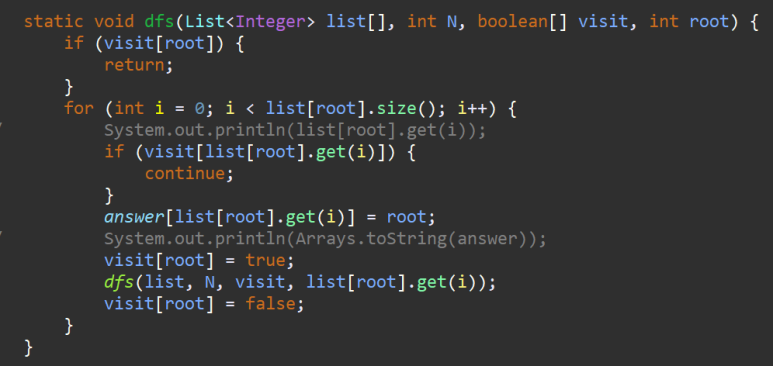 static void dfs(List<Integer> list[], int N, boolean[] visit, int root) {
if (visit[root]) {
return;
}
for (int i = 0; i < list[root].size(); i++) {
System.out.println(list[root].get(i));
if (visit[list[root].get(i)]) {
continue;
}
answer[list[root].get(i)] = root;
System.out.println(Arrays.toString(answer));
visit[root] = true;
dfs(list, N, visit, list[root].get(i));
visit[root] = false;
}
}